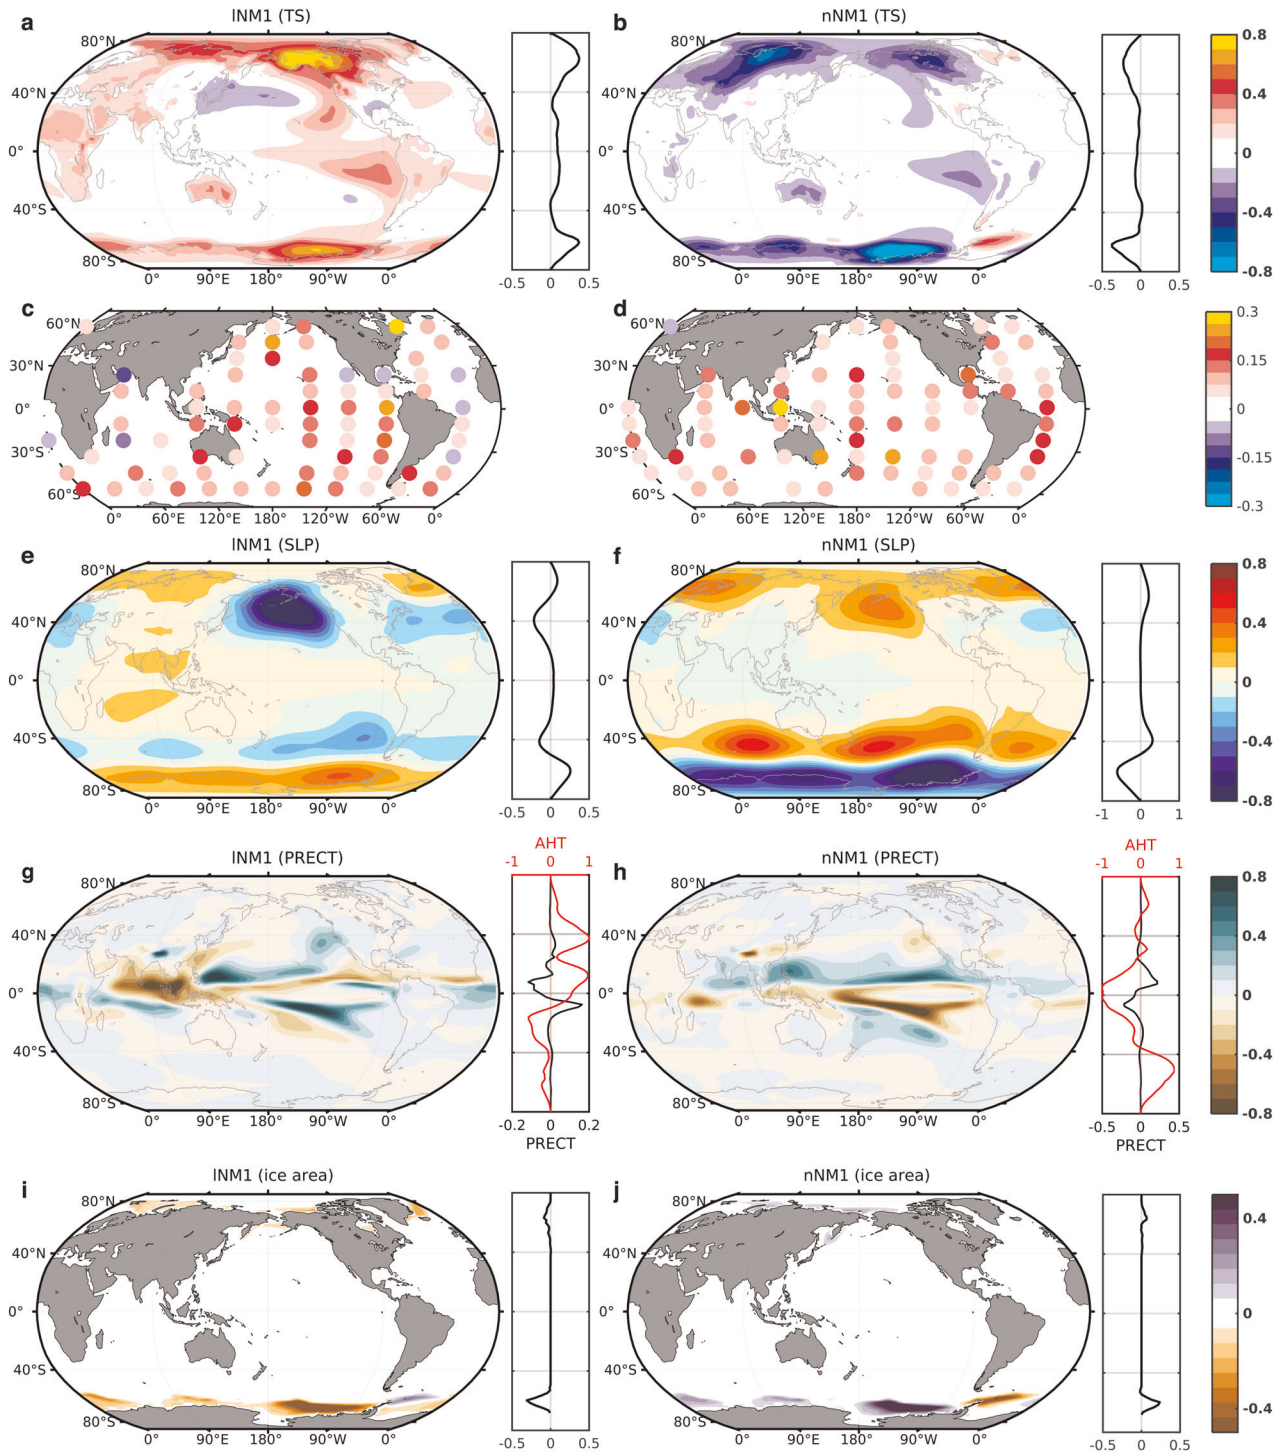 a
lNM1 (TS)
80°N
40°N
0°
40°S
80°S
0° 90°E 180° 90°W 0°
-0.5 0 0.5
b
nNM1 (TS)
0° 90°E 180° 90°W 0°
-0.5 0 0.5
0.8
0.4
0
-0.4
-0.8
c
60°N
30°N
0°
30°S
60°S
0° 60°E 120°E 180° 120°W 60°W 0°
d
60°N
30°N
0°
30°S
60°S
0° 60°E 120°E 180° 120°W 60°W 0°
0.3
0.15
0
-0.15
-0.3
e
lNM1 (SLP)
80°N
40°N
0°
40°S
80°S
0° 90°E 180° 90°W 0°
-0.5 0 0.5
f
nNM1 (SLP)
80°N
40°N
0°
40°S
80°S
0° 90°E 180° 90°W 0°
-1 0 1
0.8
0.4
0
-0.4
-0.8
g
lNM1 (PRECT)
80°N
40°N
0°
40°S
80°S
0° 90°E 180° 90°W 0°
AHT
-1 0 1
-0.2 0 0.2
PRECT
h
nNM1 (PRECT)
80°N
40°N
0°
40°S
80°S
0° 90°E 180° 90°W 0°
AHT
-1 0 1
-0.5 0 0.5
PRECT
0.8
0.4
0
-0.4
-0.8
i
lNM1 (ice area)
80°N
40°N
0°
40°S
80°S
0° 90°E 180° 90°W 0°
-0.5 0 0.5
j
nNM1 (ice area)
80°N
40°N
0°
40°S
80°S
0° 90°E 180° 90°W 0°
-0.5 0 0.5
0.4
0
-0.4